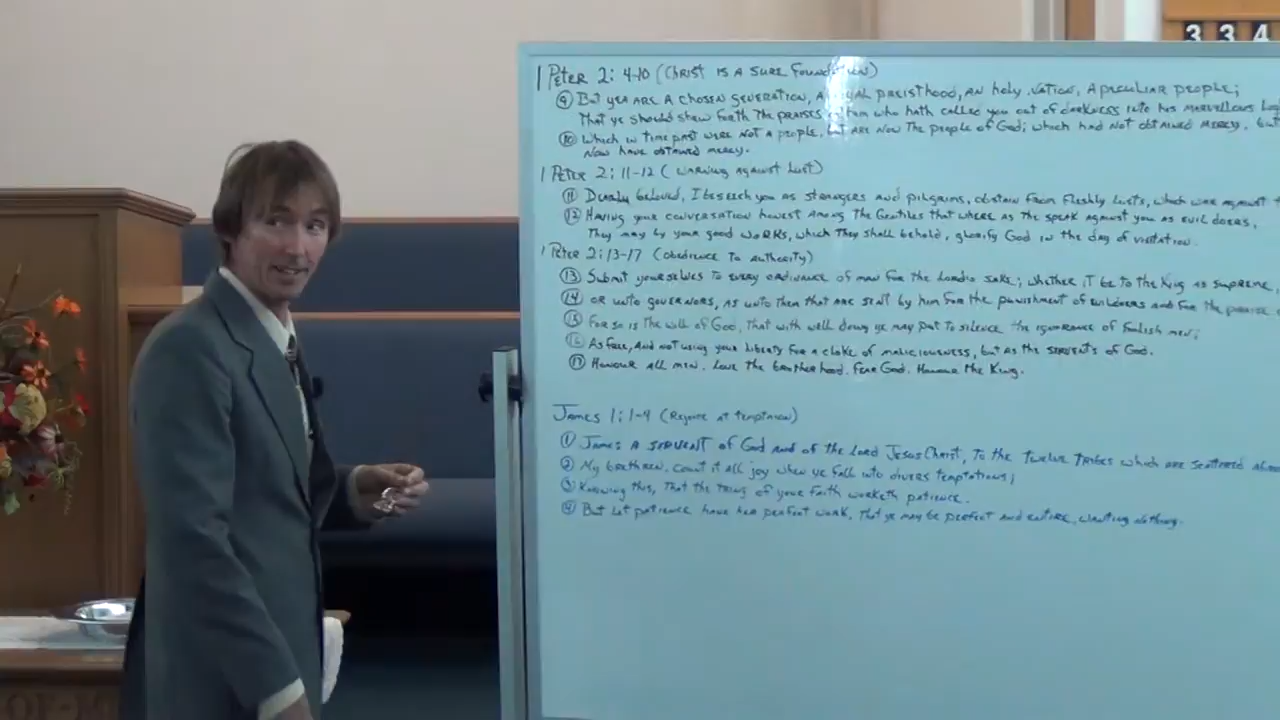 3 3 4
1 Peter 2: 4-10 (Christ is a sure foundation)
⑨ But yea are a chosen generation, a royal preisthood, an holy nation, a peculiar people;
That ye should shew forth the praises of him who hath called you out of darkness into his marvellous
⑩ Which in time past were not a people, but are now the people of God; which had not obtained mercy, but
now have obtained mercy.
1 Peter 2: 11-12 (warning against lust)
⑪ Dearly beloved, I beseech you as strangers and pilgrims, abstain from fleshly lusts, which war against
⑫ Having your conversation honest among the Gentiles that where as the speak against you as evil doers,
they may by your good works, which they shall behold, glorify God in the day of visitation.
1 Peter 2:13-17 (Obedience to authority)
⑬ Submit yourselves to every ordinance of man for the Lords sake; whether it be to the King as supreme,
⑭ or unto governors, as unto them that are sent by him for the punishment of evildoers and for the praise
⑮ For so is the will of God, that with well doing ye may put to silence the ignorance of foolish men;
⑯ As free, and not using your liberty for a cloke of maliciousness, but as the servents of God.
⑰ Honour all men. Love the brotherhood. Fear God. Honour the King.
James 1: 1-4 (Rejoice at temptation)
① James a servent of God and of the Lord Jesus Christ, to the twelve tribes which are scattered
② My brethren, count it all joy when ye fall into divers temptations;
③ Knowing this, that the tring of your faith worketh patience.
④ But let patience have her perfect work, that ye may be perfect and entire, wanting nothing.